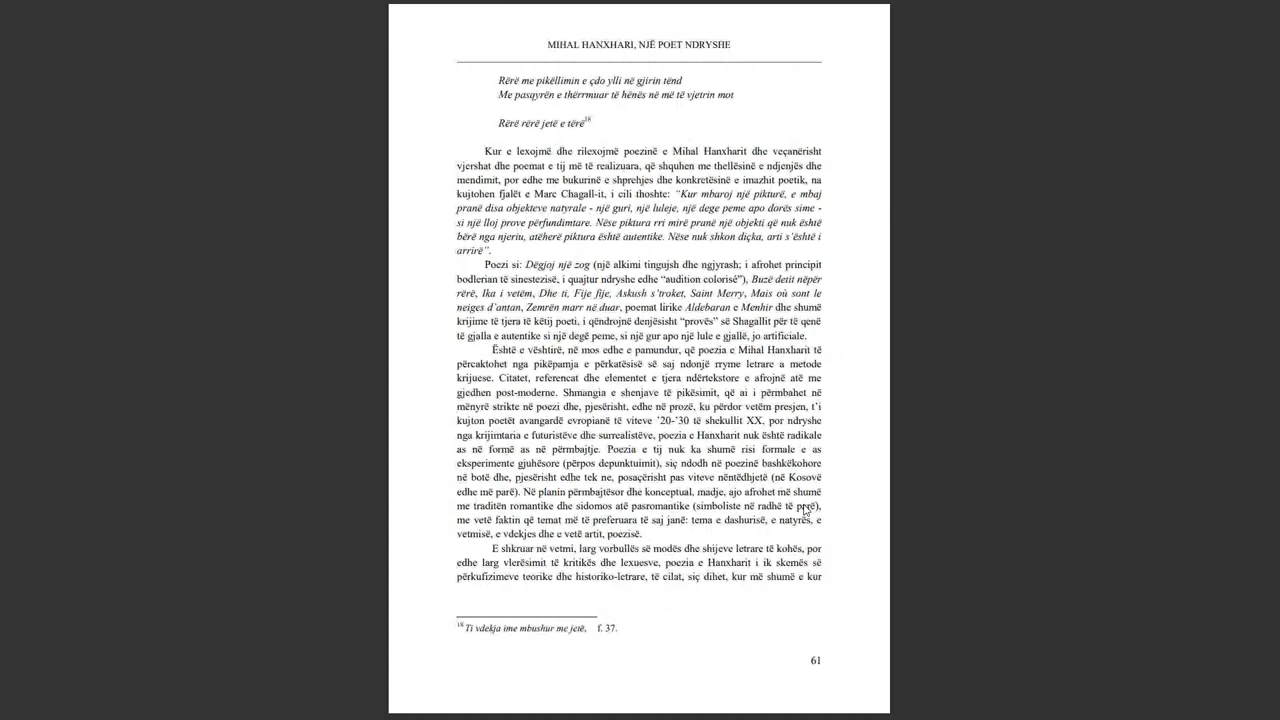 MIHAL HANXHARI, NJË POET NDRYSHE
Rërë me pikëllimin e çdo ylli në gjirin tënd
Me pasqyrën e thërrmuar të hënës në më të vjetrin mot
Rërë rërë jetë e tërë18
Kur e lexojmë dhe rilexojmë poezinë e Mihal Hanxharit dhe veçanërisht
vjershat dhe poemat e tij më të realizuara, që shquhen me thellësinë e ndjenjës dhe
mendimit, por edhe me bukurinë e shprehjes dhe konkretësinë e imazhit poetik, na
kujtohen fjalët e Marc Chagall-it, i cili thoshte: “Kur mbaroj një pikturë, e mbaj
pranë disa objekteve natyrale - një guri, një luleje, një dege peme apo dorës sime -
si një lloj prove përfundimtare. Nëse piktura rri mirë pranë një objekti që nuk është
bërë nga njeriu, atëherë piktura është autentike. Nëse nuk shkon diçka, arti s’është i
arrirë”.
Poezi si: Dëgjoj një zog (një alkimi tingujsh dhe ngjyrash; i afrohet principit
bodlerian të sinestezisë, i quajtur ndryshe edhe “audition colorisé”), Buzë detit nëpër
rërë, Ika i vetëm, Dhe ti, Fije fije, Askush s’troket, Saint Merry, Mais où sont le
neiges d’antan, Zemrën marr në duar, poemat lirike Aldebaran e Menhir dhe shumë
krijime të tjera të këtij poeti, i qëndrojnë denjësisht “provës” së Shagallit për të qenë
të gjalla e autentike si një degë peme, si një gur apo një lule e gjallë, jo artificiale.
Është e vështirë, në mos edhe e pamundur, që poezia e Mihal Hanxharit të
përcaktohet nga pikëpamja e përkatësisë së saj ndonjë rryme letrare a metode
krijuese. Citatet, referencat dhe elementet e tjera ndërtekstore e afrojnë atë me
gjedhen post-moderne. Shmangia e shenjave të pikësimit, që ai i përmbahet në
mënyrë strikte në poezi dhe, pjesërisht, edhe në prozë, ku përdor vetëm presjen, t’i
kujton poetët avangardë evropianë të viteve ’20-’30 të shekullit XX, por ndryshe
nga krijimtaria e futuristëve dhe surrealistëve, poezia e Hanxharit nuk është radikale
as në formë as në përmbajtje. Poezia e tij nuk ka shumë risi formale e as
eksperimente gjuhësore (përpos depunktuimit), siç ndodh në poezinë bashkëkohore
në botë dhe, pjesërisht edhe tek ne, posaçërisht pas viteve nëntëdhjetë (në Kosovë
edhe më parë). Në planin përmbajtësor dhe konceptual, madje, ajo afrohet më shumë
me traditën romantike dhe sidomos atë pasromantike (simboliste në radhë të parë),
me vetë faktin që temat më të preferuara të saj janë: tema e dashurisë, e natyrës, e
vetmisë, e vdekjes dhe e vetë artit, poezisë.
E shkruar në vetmi, larg vorbullës së modës dhe shijeve letrare të kohës, por
edhe larg vlerësimit të kritikës dhe lexuesve, poezia e Hanxharit i ik skemës së
përkufizimeve teorike dhe historiko-letrare, të cilat, siç dihet, kur më shumë e kur
18 Ti vdekja ime mbushur me jetë, f. 37.
61